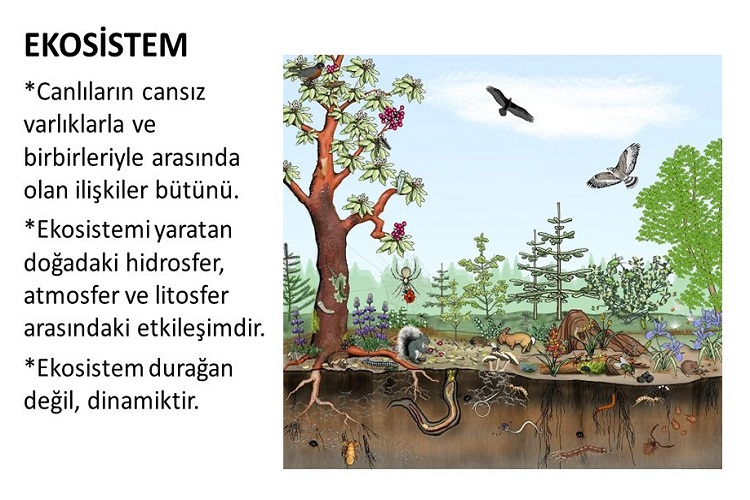 EKOSİSTEM
*Canlıların cansız
varlıklarla ve
birbirleriyle arasında
olan ilişkiler bütünü.
*Ekosistemi yaratan
doğadaki hidrosfer,
atmosfer ve litosfer
arasındaki etkileşimdir.
*Ekosistem durağan
değil, dinamiktir.